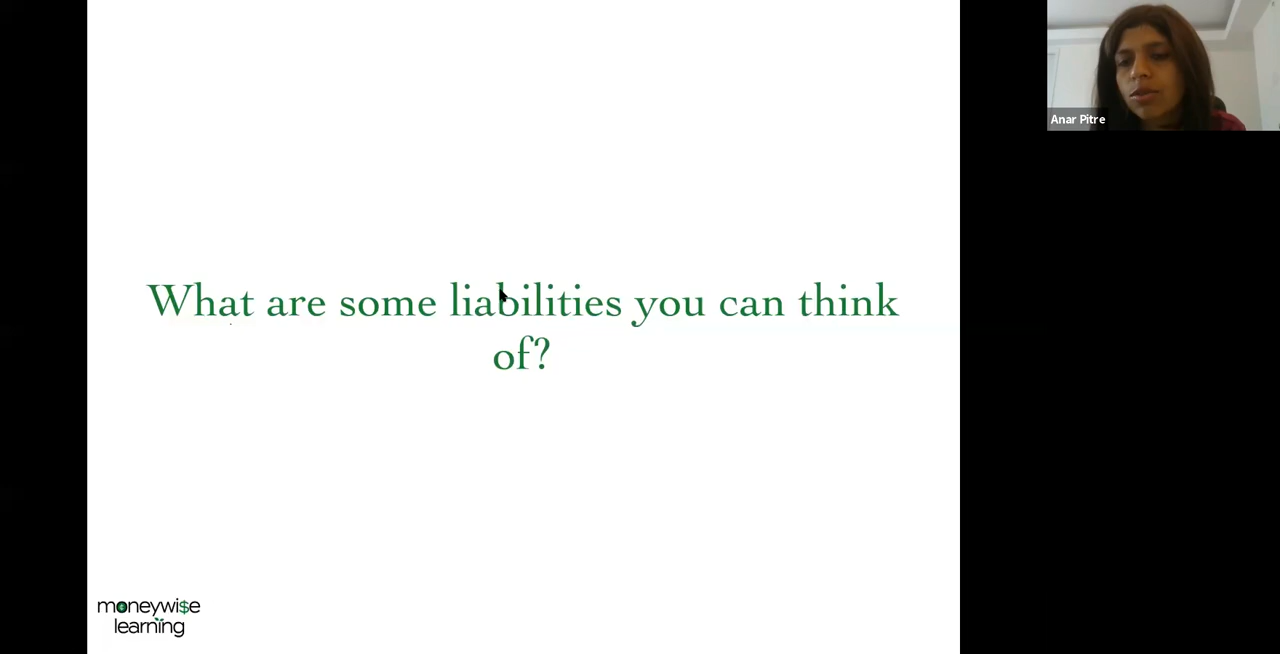 What are some liabilities you can think
of?
Anar Pitre
moneywi$e
learning